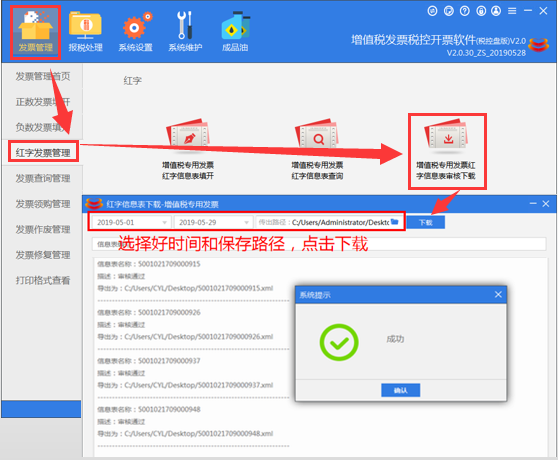 发票管理
报税处理
系统设置
系统维护
成品油
增值税发票税控开票软件(税控盘版)V2.0
V2.0.30_ZS_20190528
发票管理首页
正数发票填开
负数发票填开
红字发票管理
发票查询管理
发票领购管理
发票作废管理
发票修复管理
打印格式查看
红字
增值税专用发票
红字信息表填开
增值税专用发票
红字信息表查询
增值税专用发票红
字信息表审核下载
红字信息表下载-增值税专用发票
2019-05-01
2019-05-29
传出路径：
C:/Users/Administrator/Deskto
下载
选择好时间和保存路径，点击下载
信息表
信息表名称：5001021709000915
描述：审核通过
导出为：C:/Users/CYL/Desktop/5001021709000915.xml
信息表名称：5001021709000926
描述：审核通过
导出为：C:/Users/CYL/Desktop/5001021709000926.xml
信息表名称：5001021709000937
描述：审核通过
导出为：C:/Users/CYL/Desktop/5001021709000937.xml
信息表名称：5001021709000948
描述：审核通过
导出为：C:/Users/CYL/Desktop/5001021709000948.xml
系统提示
成功
确认